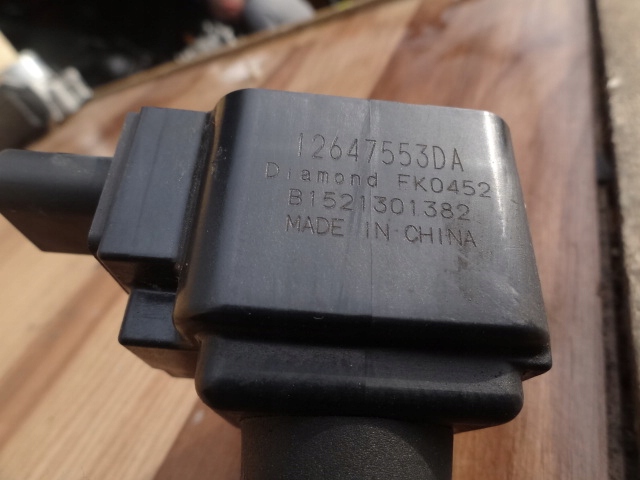 12647553DA
Diamond FK0452
B1521301382
MADE IN CHINA